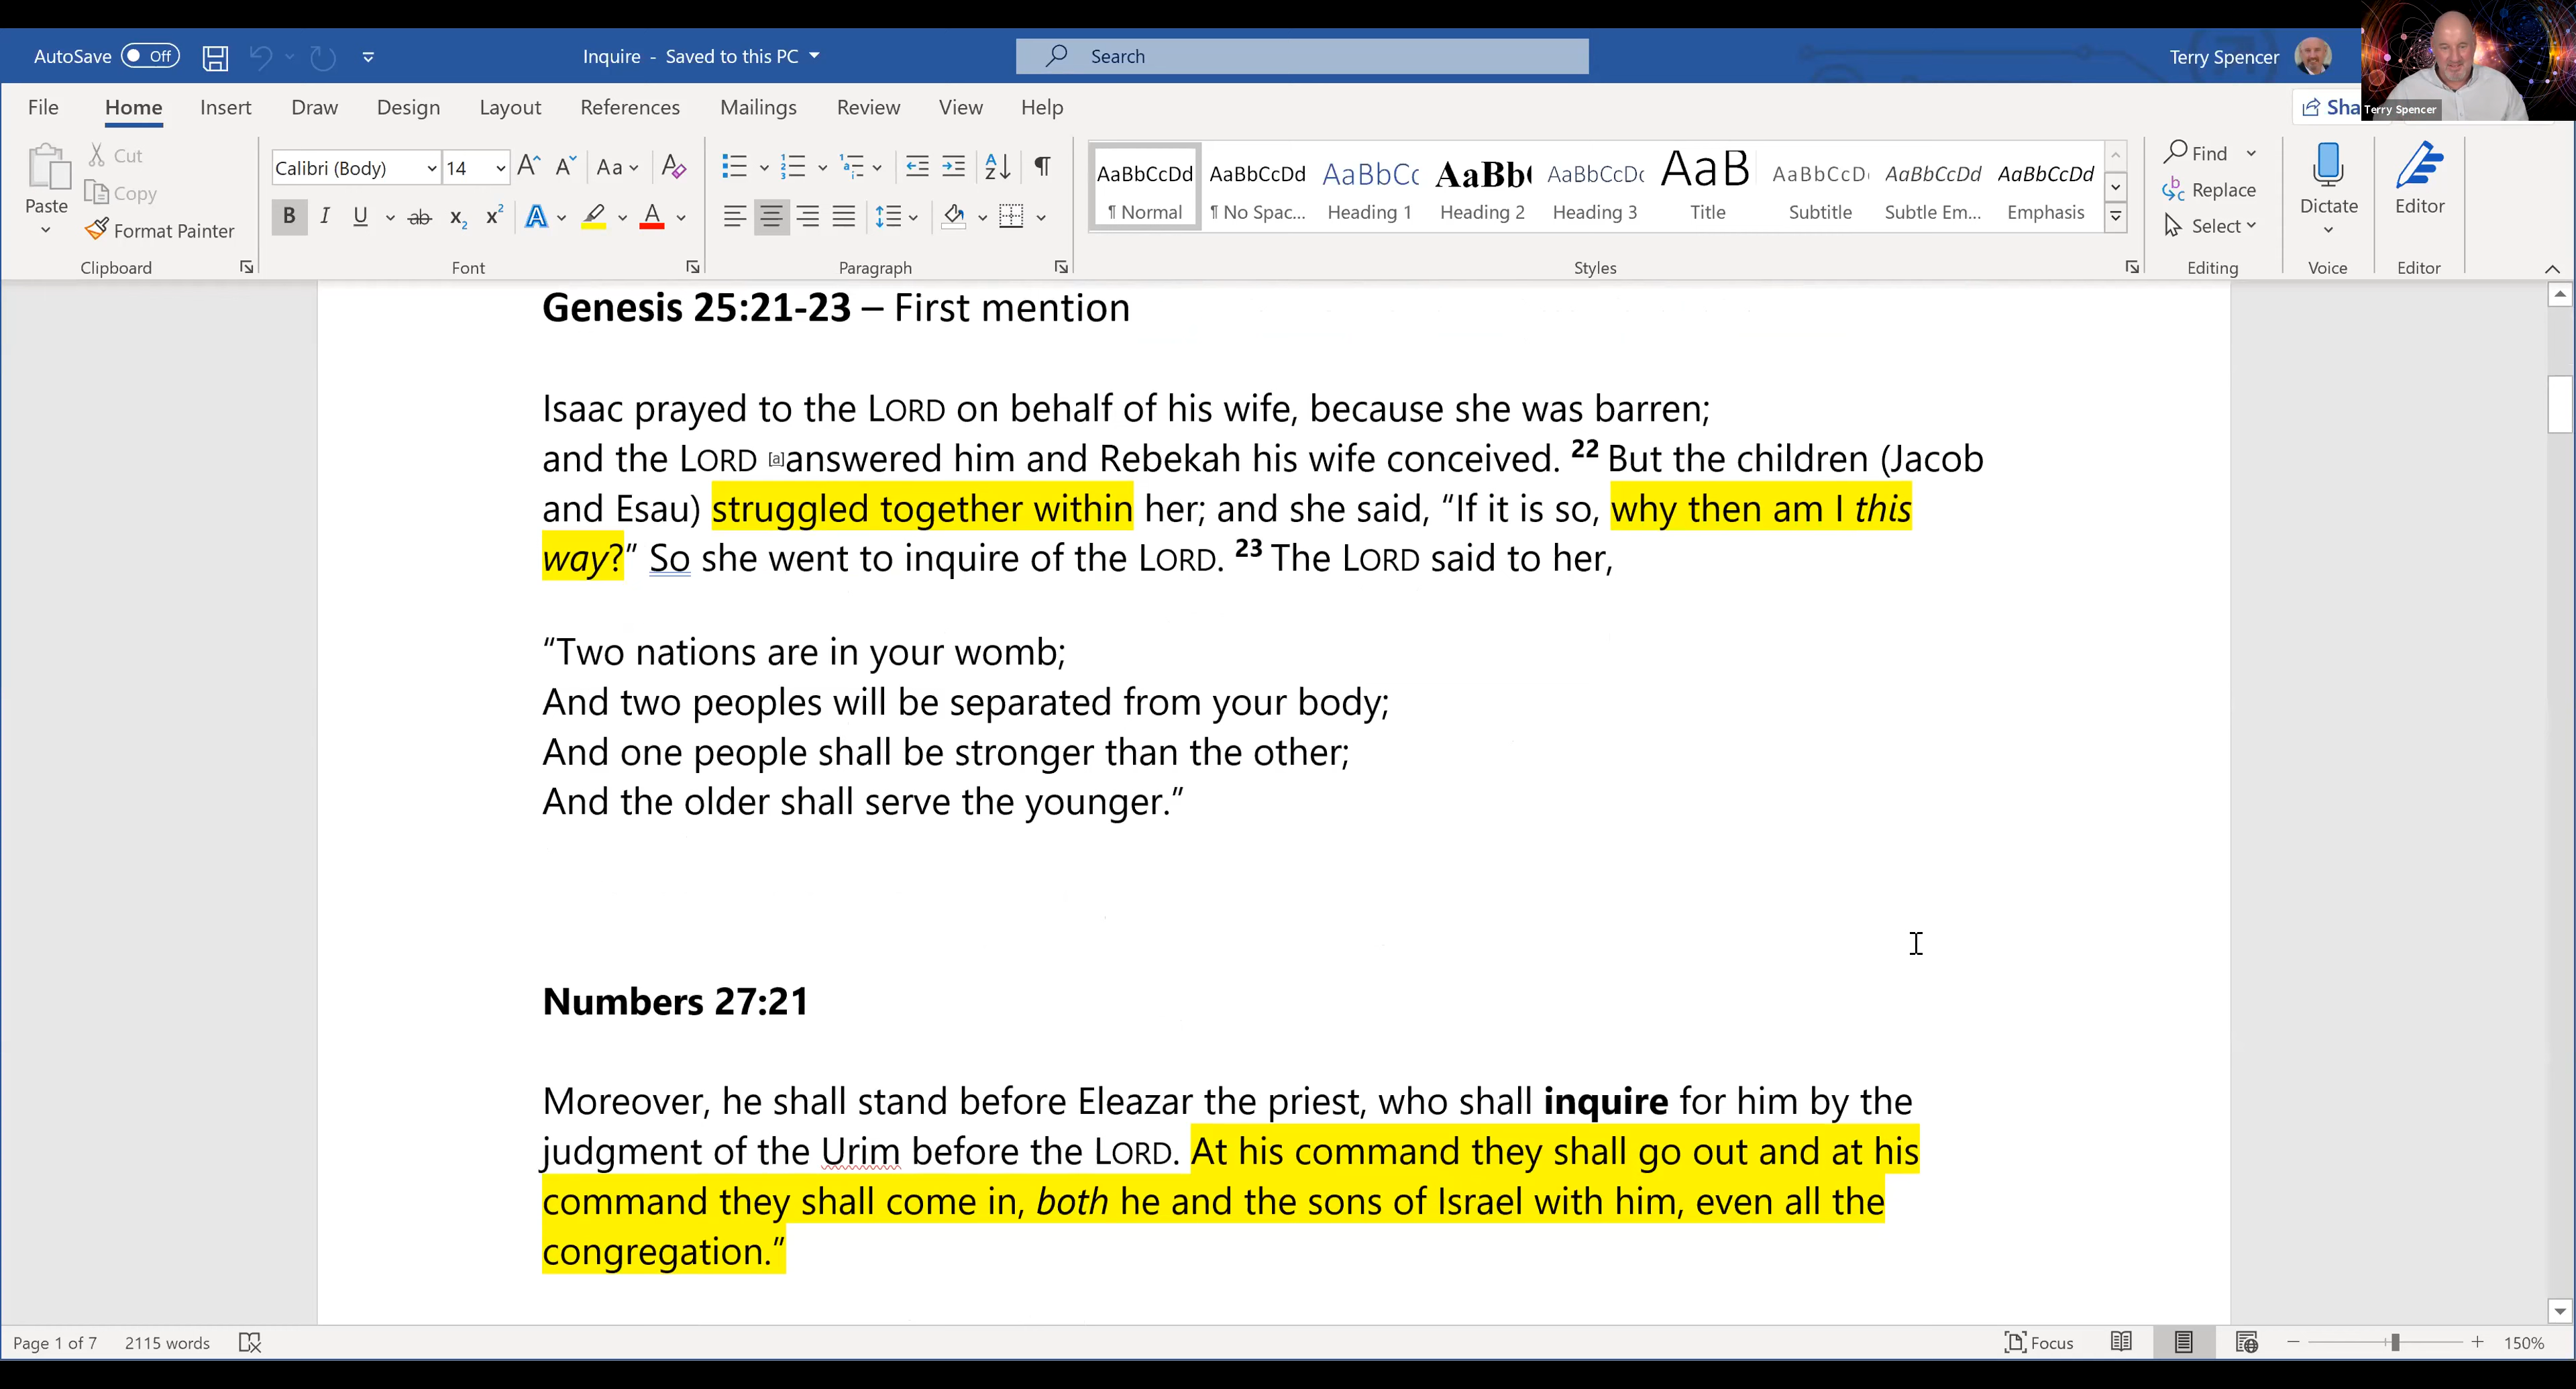 AutoSave Off Inquire - Saved to this PC Search Terry Spencer
Terry Spencer
File Home Insert Draw Design Layout References Mailings Review View Help Sha
Paste Cut Copy Format Painter
Calibri (Body) 14 Aa
B I U ab x₂ x² A A
AaBbCcDd AaBbCcDd AaBbCc AaBb( AaBbCcDc AaB AaBbCcD AaBbCcDd AaBbCcDd
¶ Normal ¶ No Spac... Heading 1 Heading 2 Heading 3 Title Subtitle Subtle Em... Emphasis
Find Replace Select Dictate Editor
Clipboard Font Paragraph Styles Editing Voice Editor
Genesis 25:21-23 – First mention
Isaac prayed to the LORD on behalf of his wife, because she was barren;
and the LORD [a]answered him and Rebekah his wife conceived. 22 But the children (Jacob
and Esau) struggled together within her; and she said, “If it is so, why then am I this
way?” So she went to inquire of the LORD. 23 The LORD said to her,
“Two nations are in your womb;
And two peoples will be separated from your body;
And one people shall be stronger than the other;
And the older shall serve the younger.”
Numbers 27:21
Moreover, he shall stand before Eleazar the priest, who shall inquire for him by the
judgment of the Urim before the LORD. At his command they shall go out and at his
command they shall come in, both he and the sons of Israel with him, even all the
congregation.”
Page 1 of 7 2115 words Focus 150%